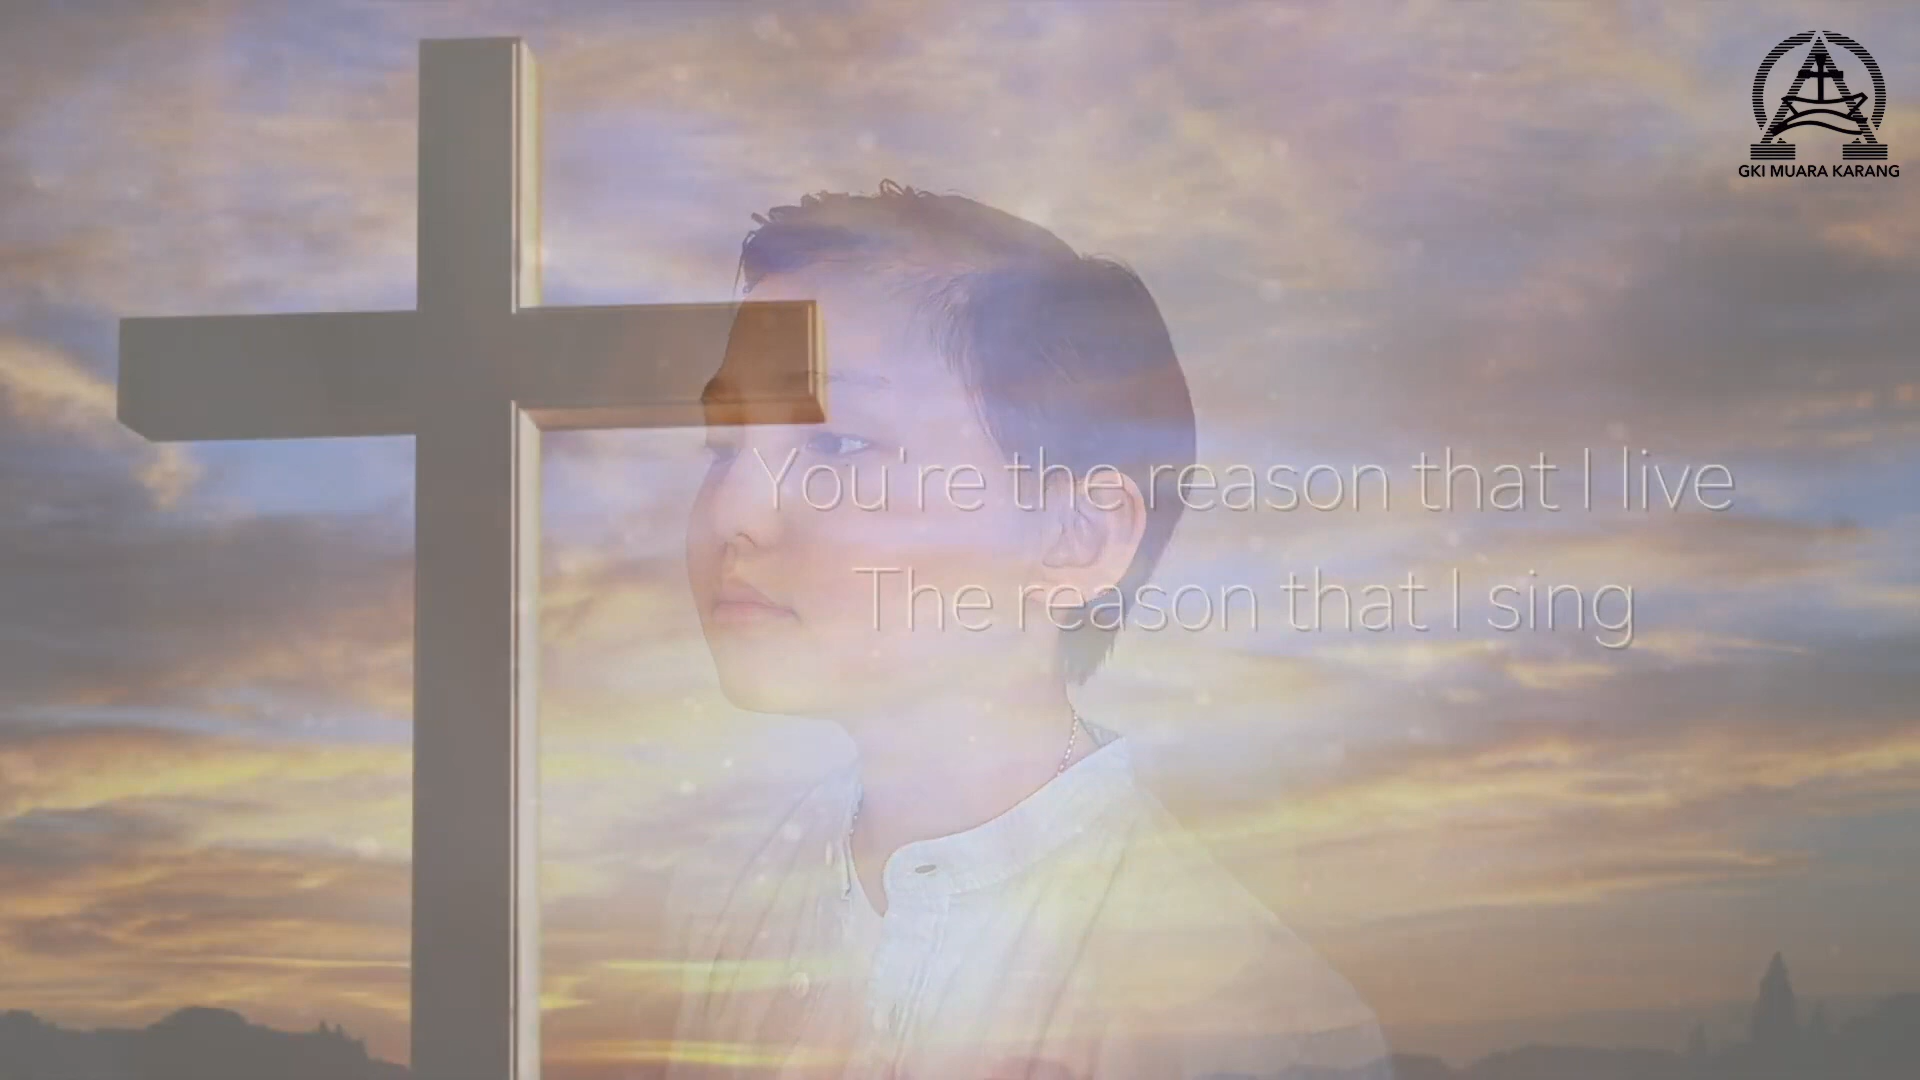 GKI MUARA KARANG
You're the reason that I live
The reason that I sing